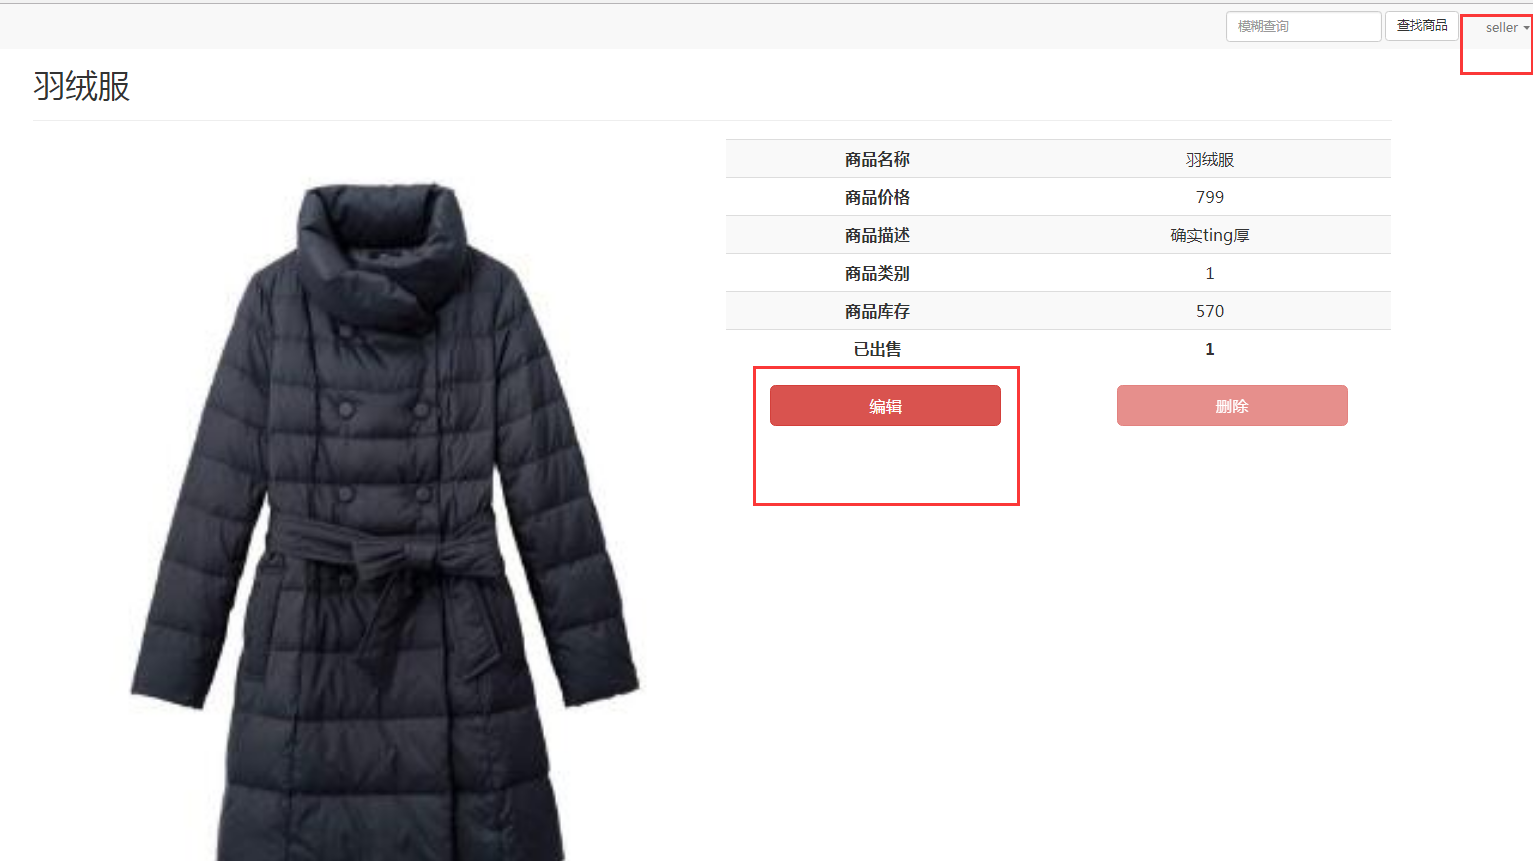 模糊查询 查找商品 seller
羽绒服
商品名称 羽绒服
商品价格 799
商品描述 确实ting厚
商品类别 1
商品库存 570
已出售 1
编辑 删除